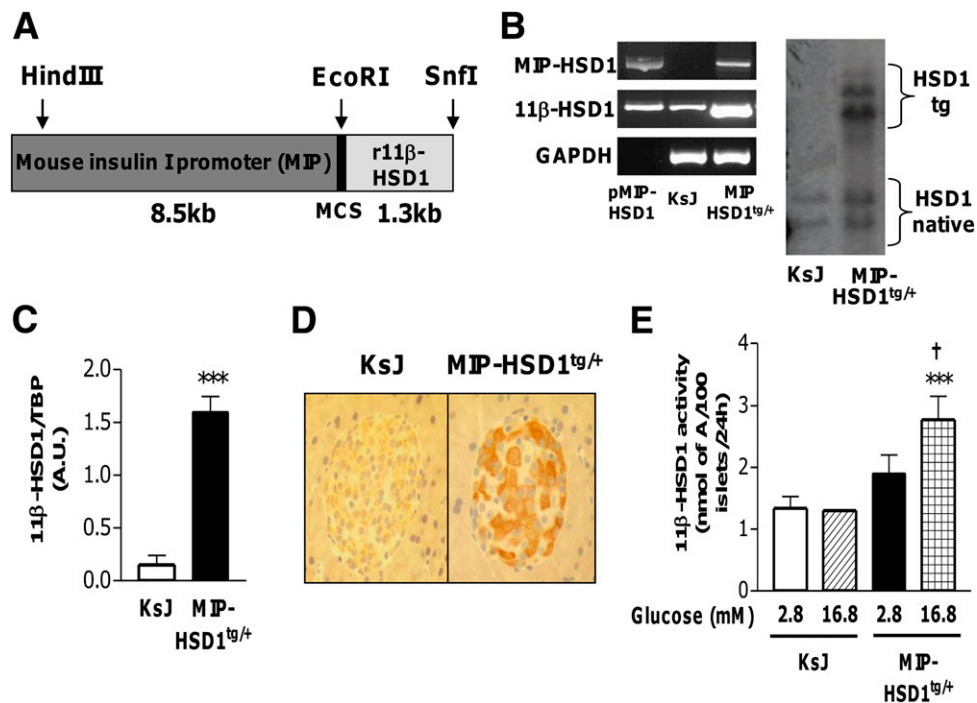 A
HindIII
EcoRI
SnfI
Mouse insulin I promoter (MIP)
r11β-
HSD1
8.5kb
MCS
1.3kb
B
MIP-HSD1
11β-HSD1
GAPDH
pMIP-
HSD1
KsJ
MIP
HSD1tg/+
HSD1
tg
HSD1
native
KsJ
MIP-
HSD1tg/+
C
11β-HSD1/TBP
(A.U.)
2.0
1.5
1.0
0.5
0.0
***
KsJ
MIP-
HSD1tg/+
D
KsJ
MIP-HSD1tg/+
E
11β-HSD1 activity
(nmol of A/100
islets/24h)
4
3
2
1
0
†
***
Glucose (mM)
2.8
16.8
2.8
16.8
KsJ
MIP-
HSD1tg/+